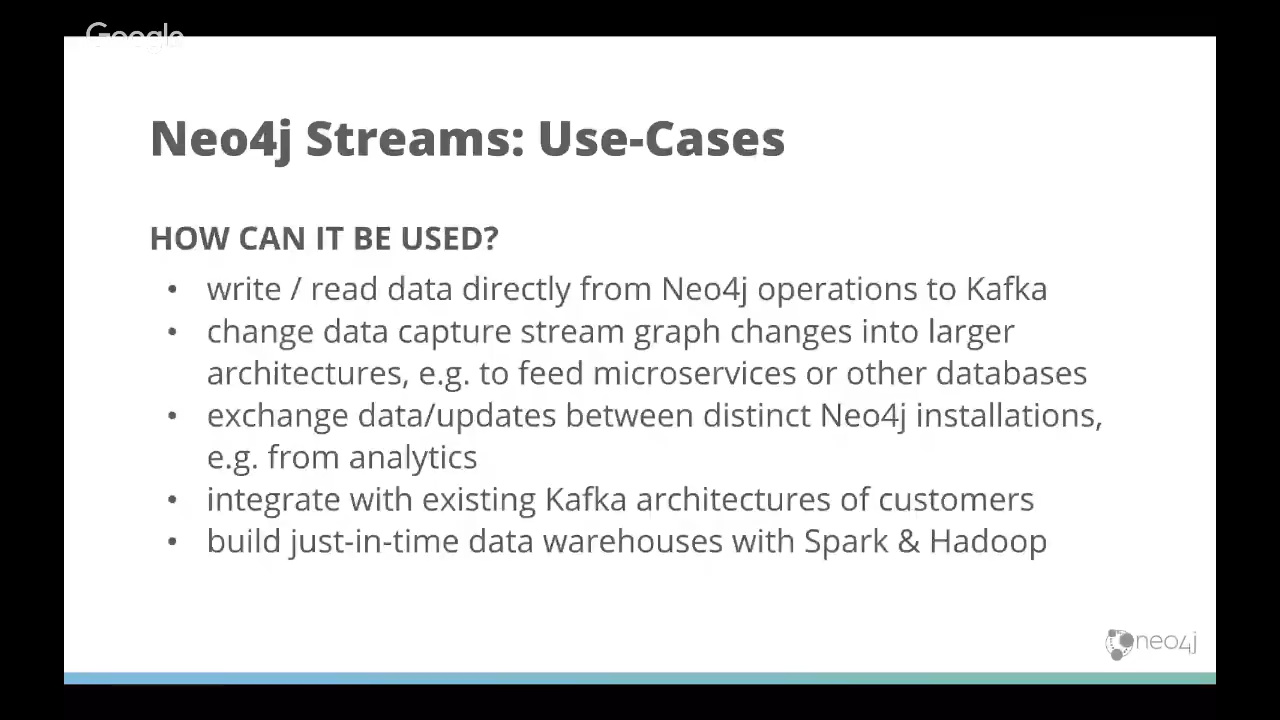 Google
Neo4j Streams: Use-Cases
HOW CAN IT BE USED?
• write / read data directly from Neo4j operations to Kafka
• change data capture stream graph changes into larger
architectures, e.g. to feed microservices or other databases
• exchange data/updates between distinct Neo4j installations,
e.g. from analytics
• integrate with existing Kafka architectures of customers
• build just-in-time data warehouses with Spark & Hadoop
neo4j